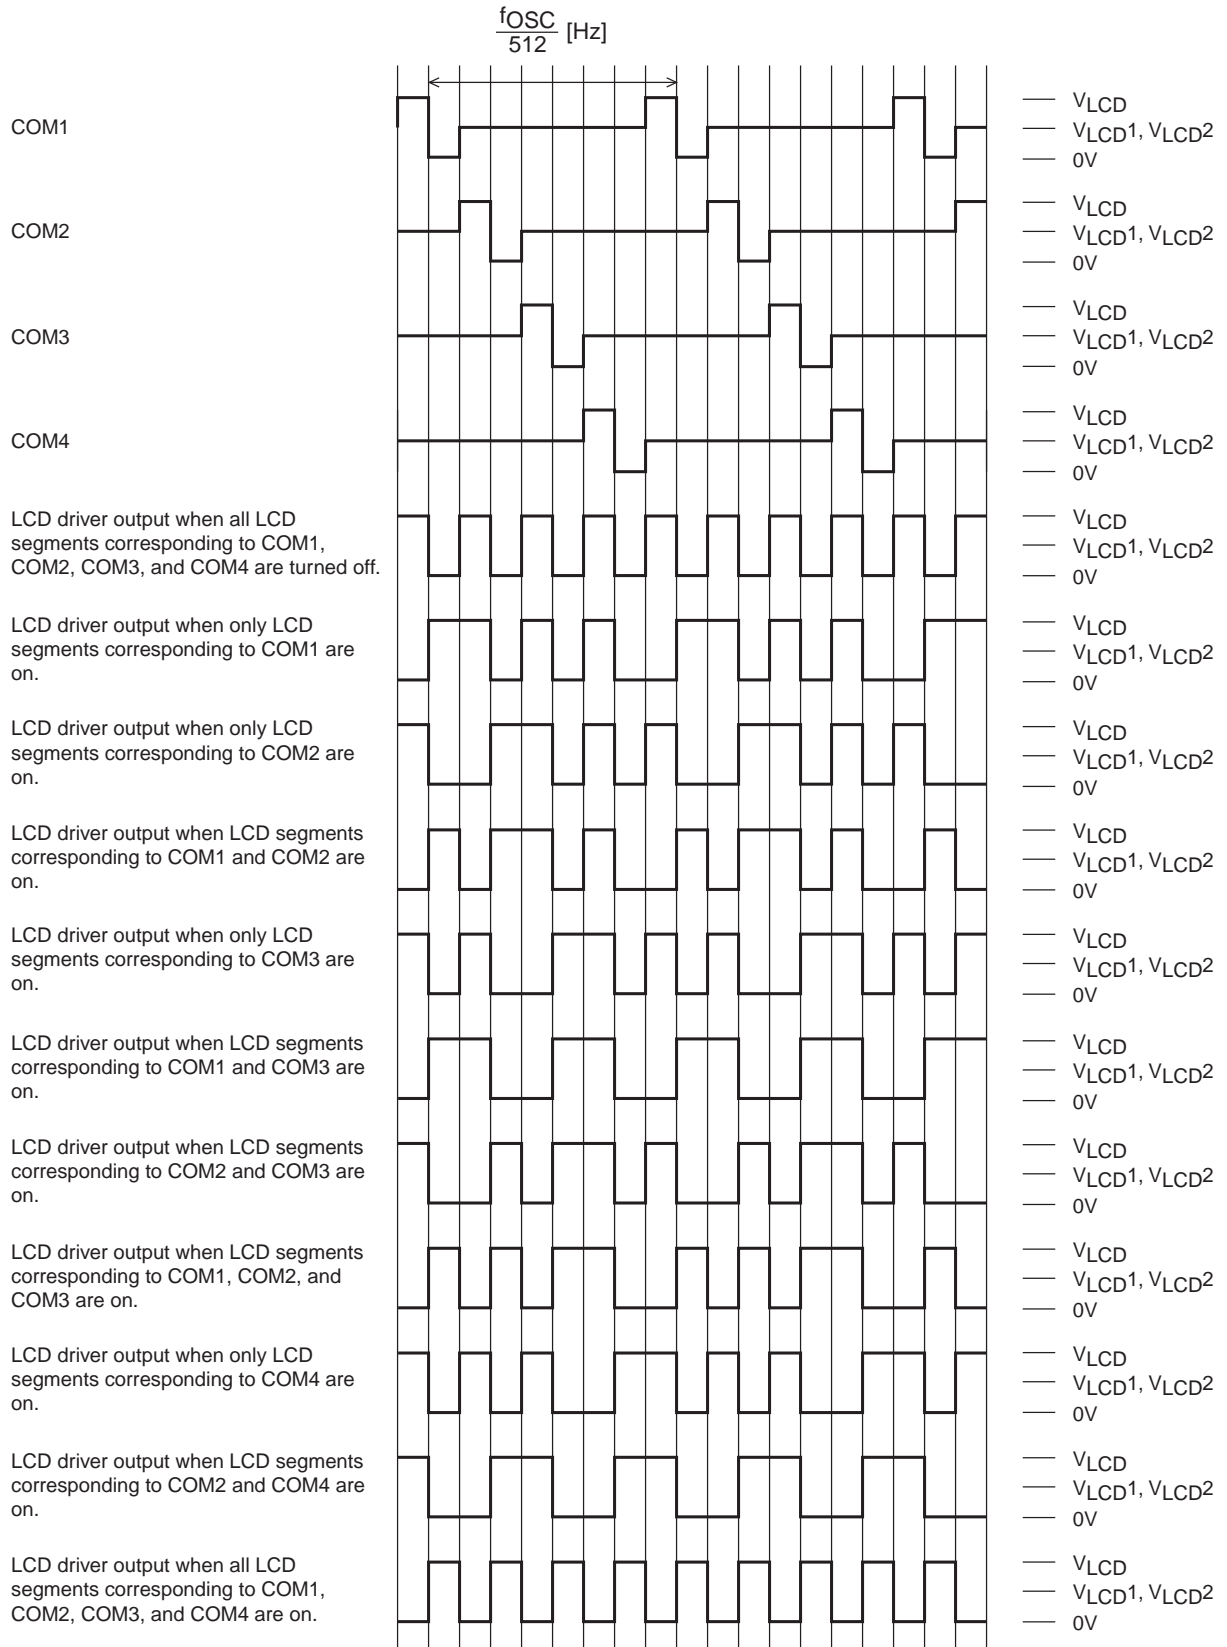 fOSC
512 [Hz]
COM1
VLCD
VLCD1, VLCD2
0V
COM2
VLCD
VLCD1, VLCD2
0V
COM3
VLCD
VLCD1, VLCD2
0V
COM4
VLCD
VLCD1, VLCD2
0V
LCD driver output when all LCD
segments corresponding to COM1,
COM2, COM3, and COM4 are turned off.
VLCD
VLCD1, VLCD2
0V
LCD driver output when only LCD
segments corresponding to COM1 are
on.
VLCD
VLCD1, VLCD2
0V
LCD driver output when only LCD
segments corresponding to COM2 are
on.
VLCD
VLCD1, VLCD2
0V
LCD driver output when LCD segments
corresponding to COM1 and COM2 are
on.
VLCD
VLCD1, VLCD2
0V
LCD driver output when only LCD
segments corresponding to COM3 are
on.
VLCD
VLCD1, VLCD2
0V
LCD driver output when LCD segments
corresponding to COM1 and COM3 are
on.
VLCD
VLCD1, VLCD2
0V
LCD driver output when LCD segments
corresponding to COM2 and COM3 are
on.
VLCD
VLCD1, VLCD2
0V
LCD driver output when LCD segments
corresponding to COM1, COM2, and
COM3 are on.
VLCD
VLCD1, VLCD2
0V
LCD driver output when only LCD
segments corresponding to COM4 are
on.
VLCD
VLCD1, VLCD2
0V
LCD driver output when LCD segments
corresponding to COM2 and COM4 are
on.
VLCD
VLCD1, VLCD2
0V
LCD driver output when all LCD
segments corresponding to COM1,
COM2, COM3, and COM4 are on.
VLCD
VLCD1, VLCD2
0V